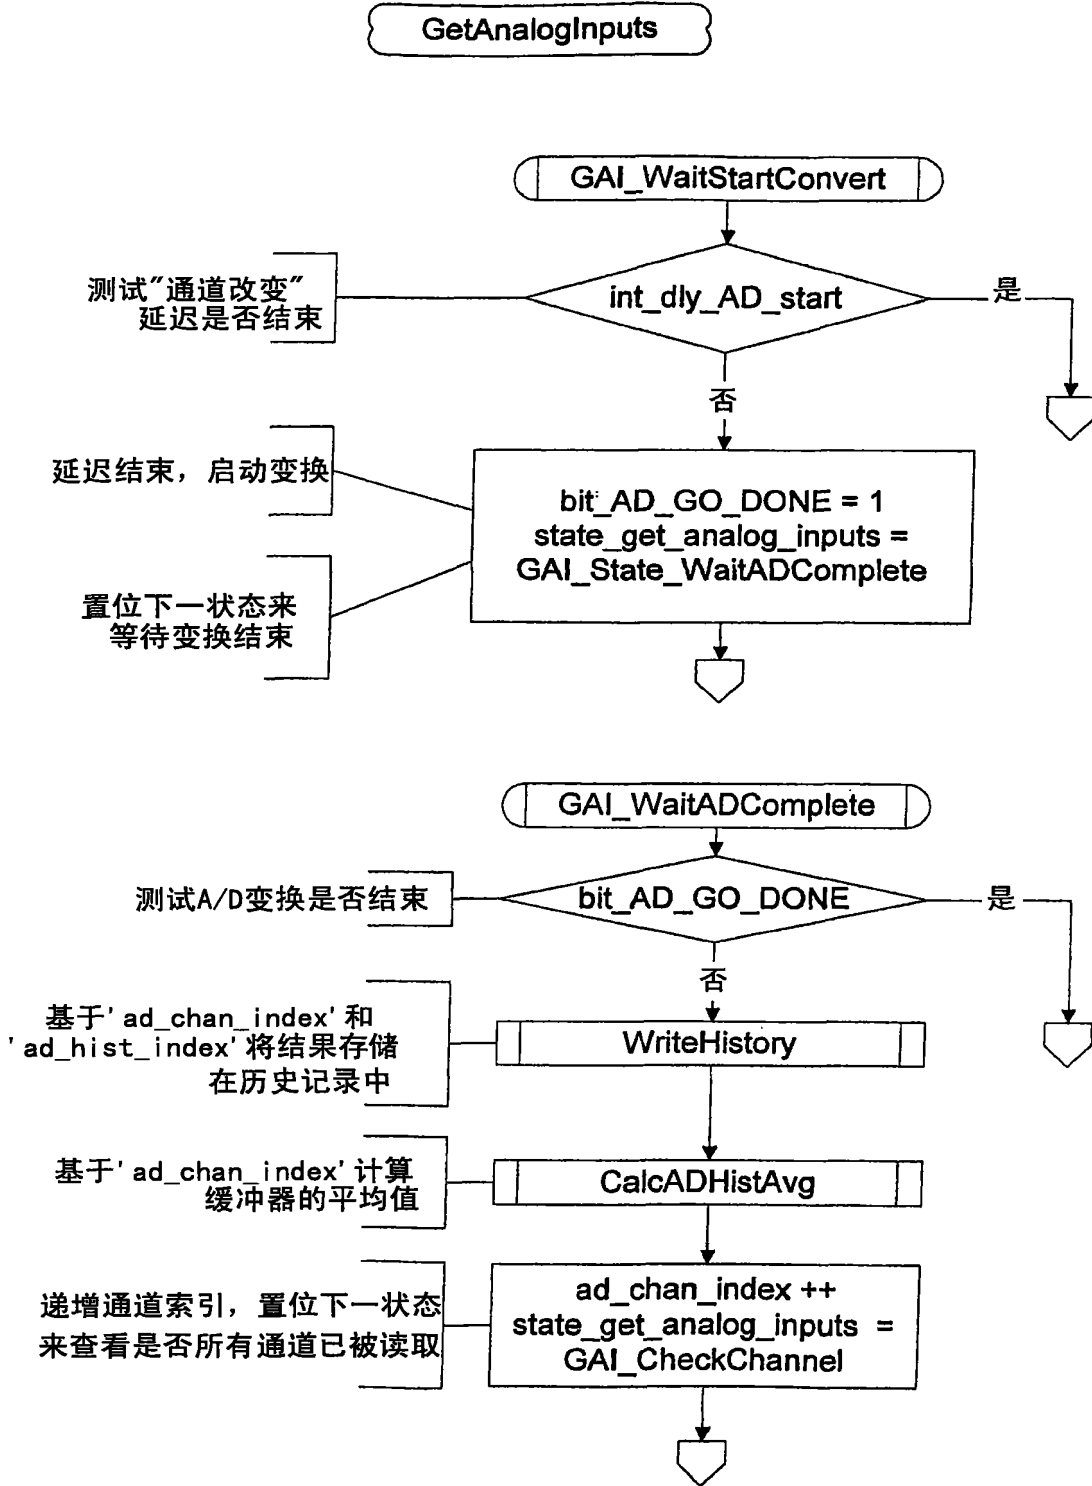 GetAnalogInputs
GAI_WaitStartConvert
测试"通道改变"
延迟是否结束
int_dly_AD_start
是
否
延迟结束，启动变换
bit_AD_GO_DONE = 1
state_get_analog_inputs =
GAI_State_WaitADComplete
置位下一状态来
等待变换结束
GAI_WaitADComplete
测试A/D变换是否结束
bit_AD_GO_DONE
是
否
基于'ad_chan_index'和
'ad_hist_index'将结果存储
在历史记录中
WriteHistory
基于'ad_chan_index'计算
缓冲器的平均值
CalcADHistAvg
递增通道索引，置位下一状态
来查看是否所有通道已被读取
ad_chan_index ++
state_get_analog_inputs =
GAI_CheckChannel